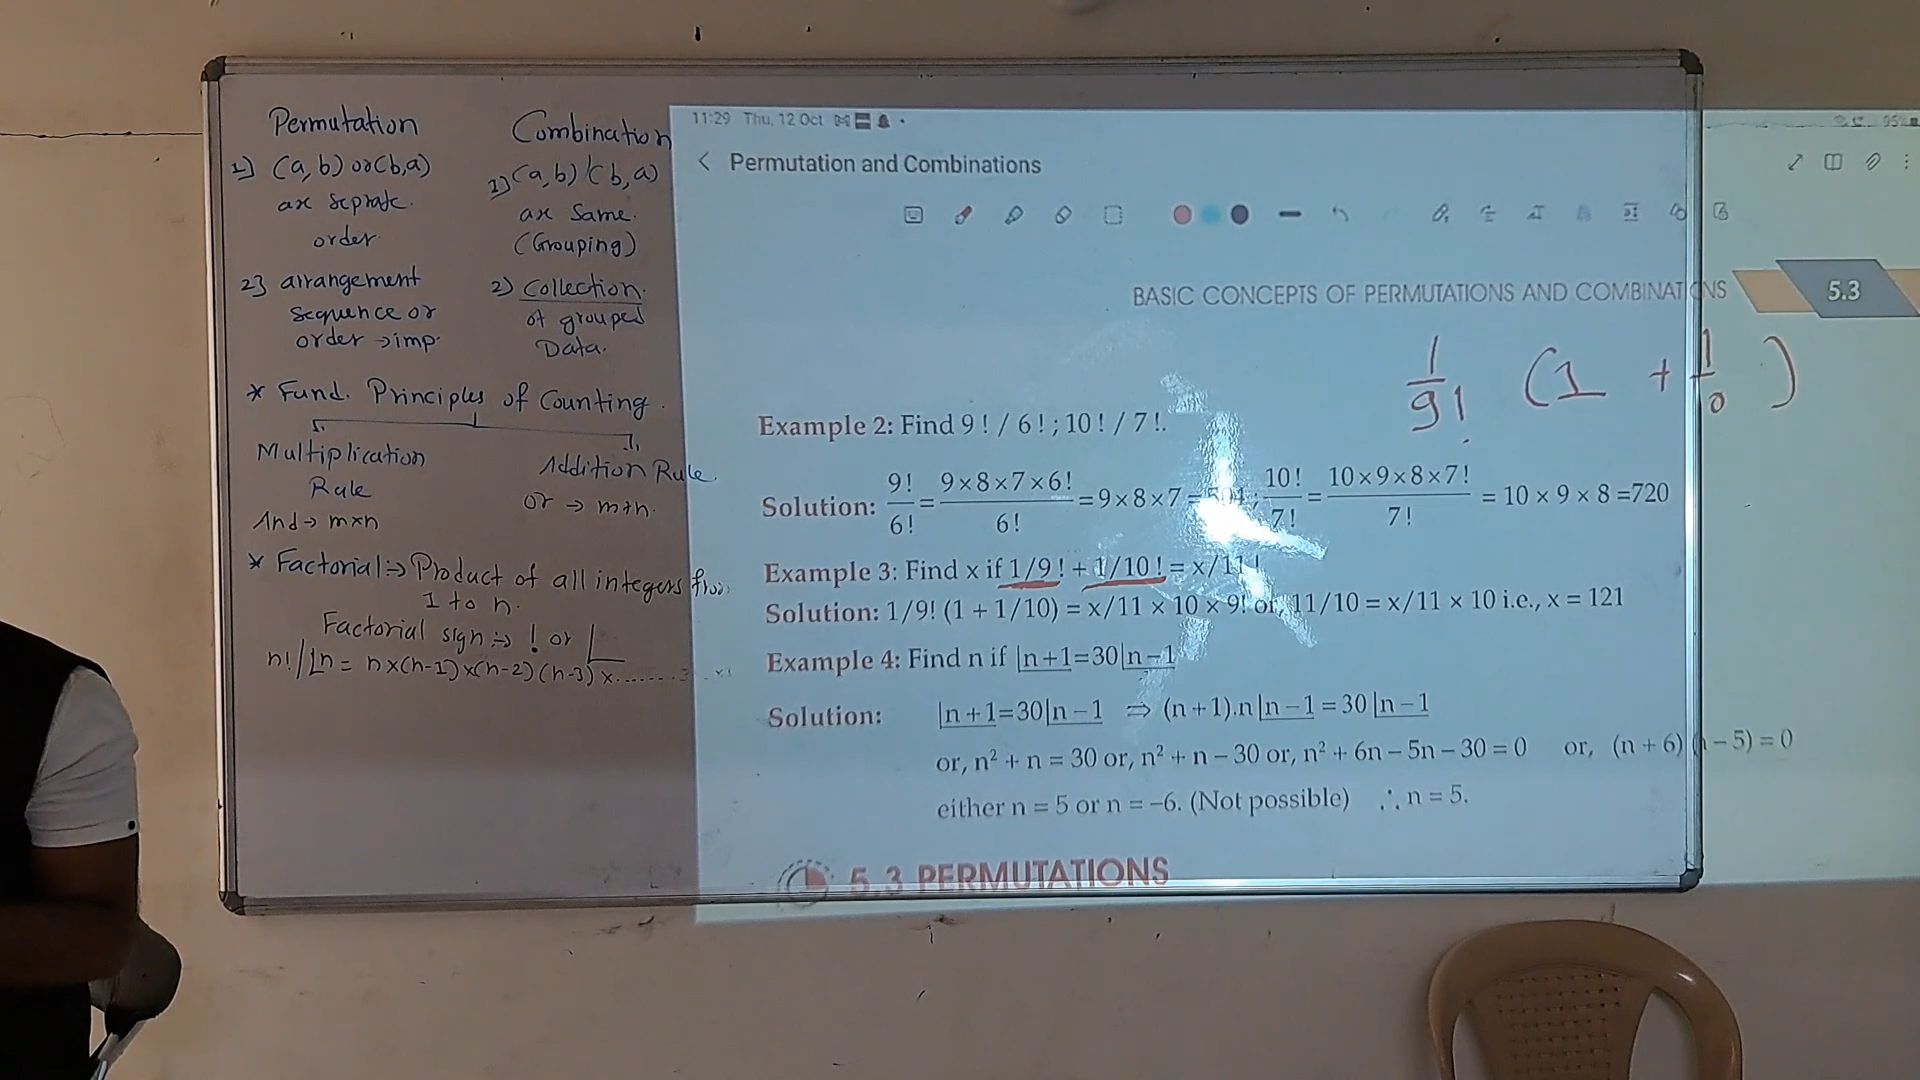 Permutation
1) (a, b) or (b,a)
are seprate.
order
2) arrangement
sequence or
order → imp.
Combination
1) (a, b) / (b, a)
are same.
(Grouping)
2) Collection.
of grouped
Data.
* Fund. Principles of Counting.
Multiplication
Rule
And → m×n
Addition Rule.
or → m+n.
* Factorial ⇒ Product of all integers from
1 to n.
Factorial sign ⇒ ! or ∟
n! / ∟n = n×(n-1)×(n-2)(n-3)×.......
11:29 Thu, 12 Oct
95%
< Permutation and Combinations
BASIC CONCEPTS OF PERMUTATIONS AND COMBINATIONS 5.3
1/9! (1 + 1/10)
Example 2: Find 9 ! / 6 ! ; 10 ! / 7 !.
Solution: 9!/6! = 9×8×7×6!/6! = 9×8×7 = 504; 10!/7! = 10×9×8×7!/7! = 10 × 9 × 8 =720
Example 3: Find x if 1/9 ! + 1/10 ! = x/11 !
Solution: 1/9! (1 + 1/10) = x/11 × 10 × 9! or, 11/10 = x/11 × 10 i.e., x = 121
Example 4: Find n if |n+1=30|n−1
Solution: |n+1=30|n−1 ⇒ (n+1).n|n−1 = 30 |n−1
or, n² + n = 30 or, n² + n − 30 or, n² + 6n − 5n − 30 = 0 or, (n + 6) (n − 5) = 0
either n = 5 or n = −6. (Not possible) ∴ n = 5.
5.3 PERMUTATIONS